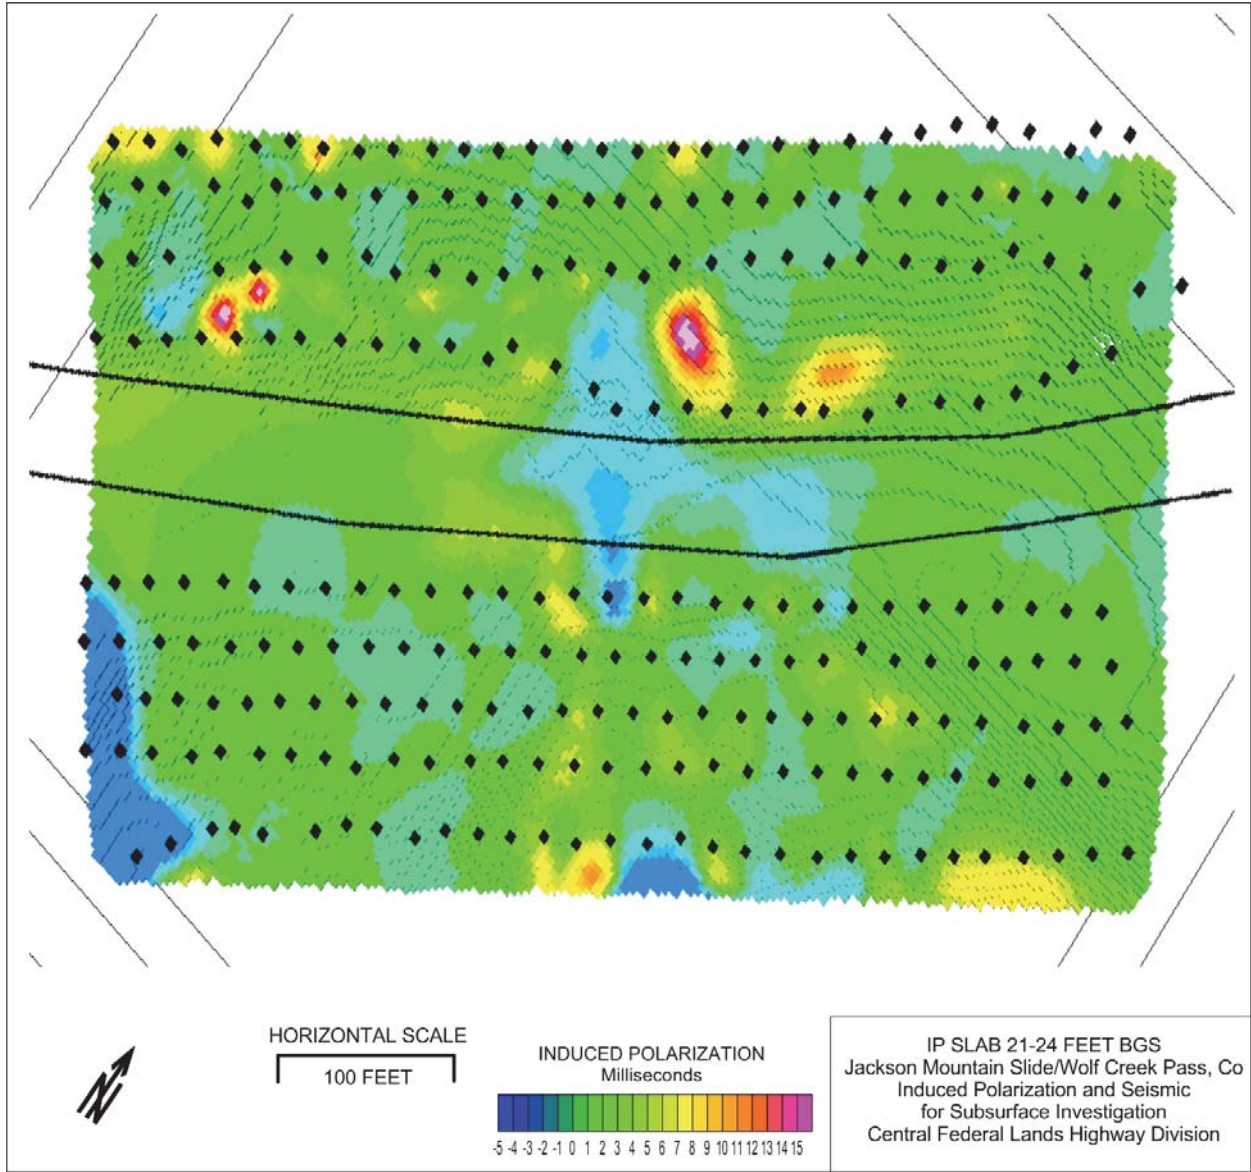 N
HORIZONTAL SCALE
100 FEET
INDUCED POLARIZATION
Milliseconds
-5 -4 -3 -2 -1 0 1 2 3 4 5 6 7 8 9 10 11 12 13 14 15
IP SLAB 21-24 FEET BGS
Jackson Mountain Slide/Wolf Creek Pass, Co
Induced Polarization and Seismic
for Subsurface Investigation
Central Federal Lands Highway Division